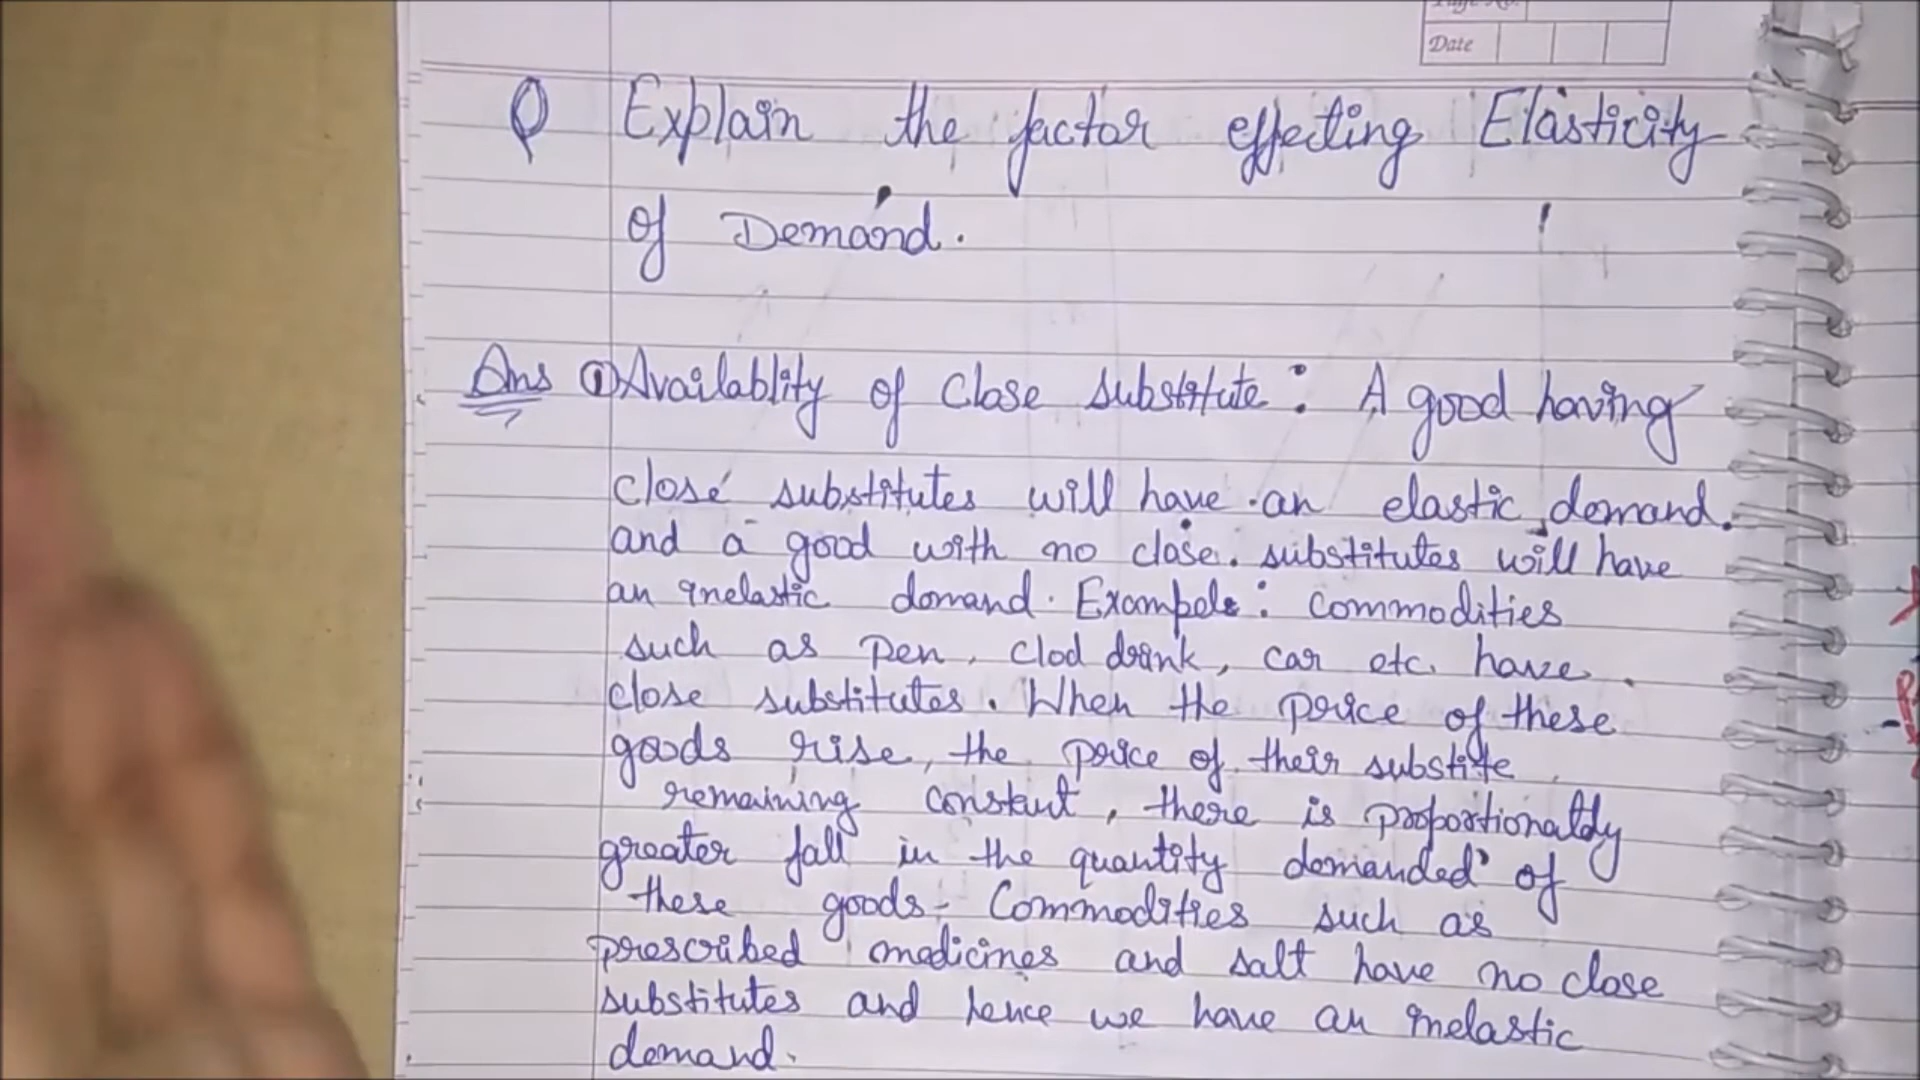 Date
Q Explain the factor effecting Elasticity
of Demand.
Ans ① Availablity of Close substitute : A good having
close substitutes will have an elastic demand.
and a good with no close. substitutes will have
an inelastic demand. Exampele : Commodities
such as Pen, Clod drink, car etc. have
close substitutes. When the price of these
goods rise, the price of their substite
remaining constent, there is proportionaldy
greater fall in the quantity demanded of
these goods- Commodities such as
prescribed medicines and salt have no close
substitutes and hence we have an inelastic
demand.